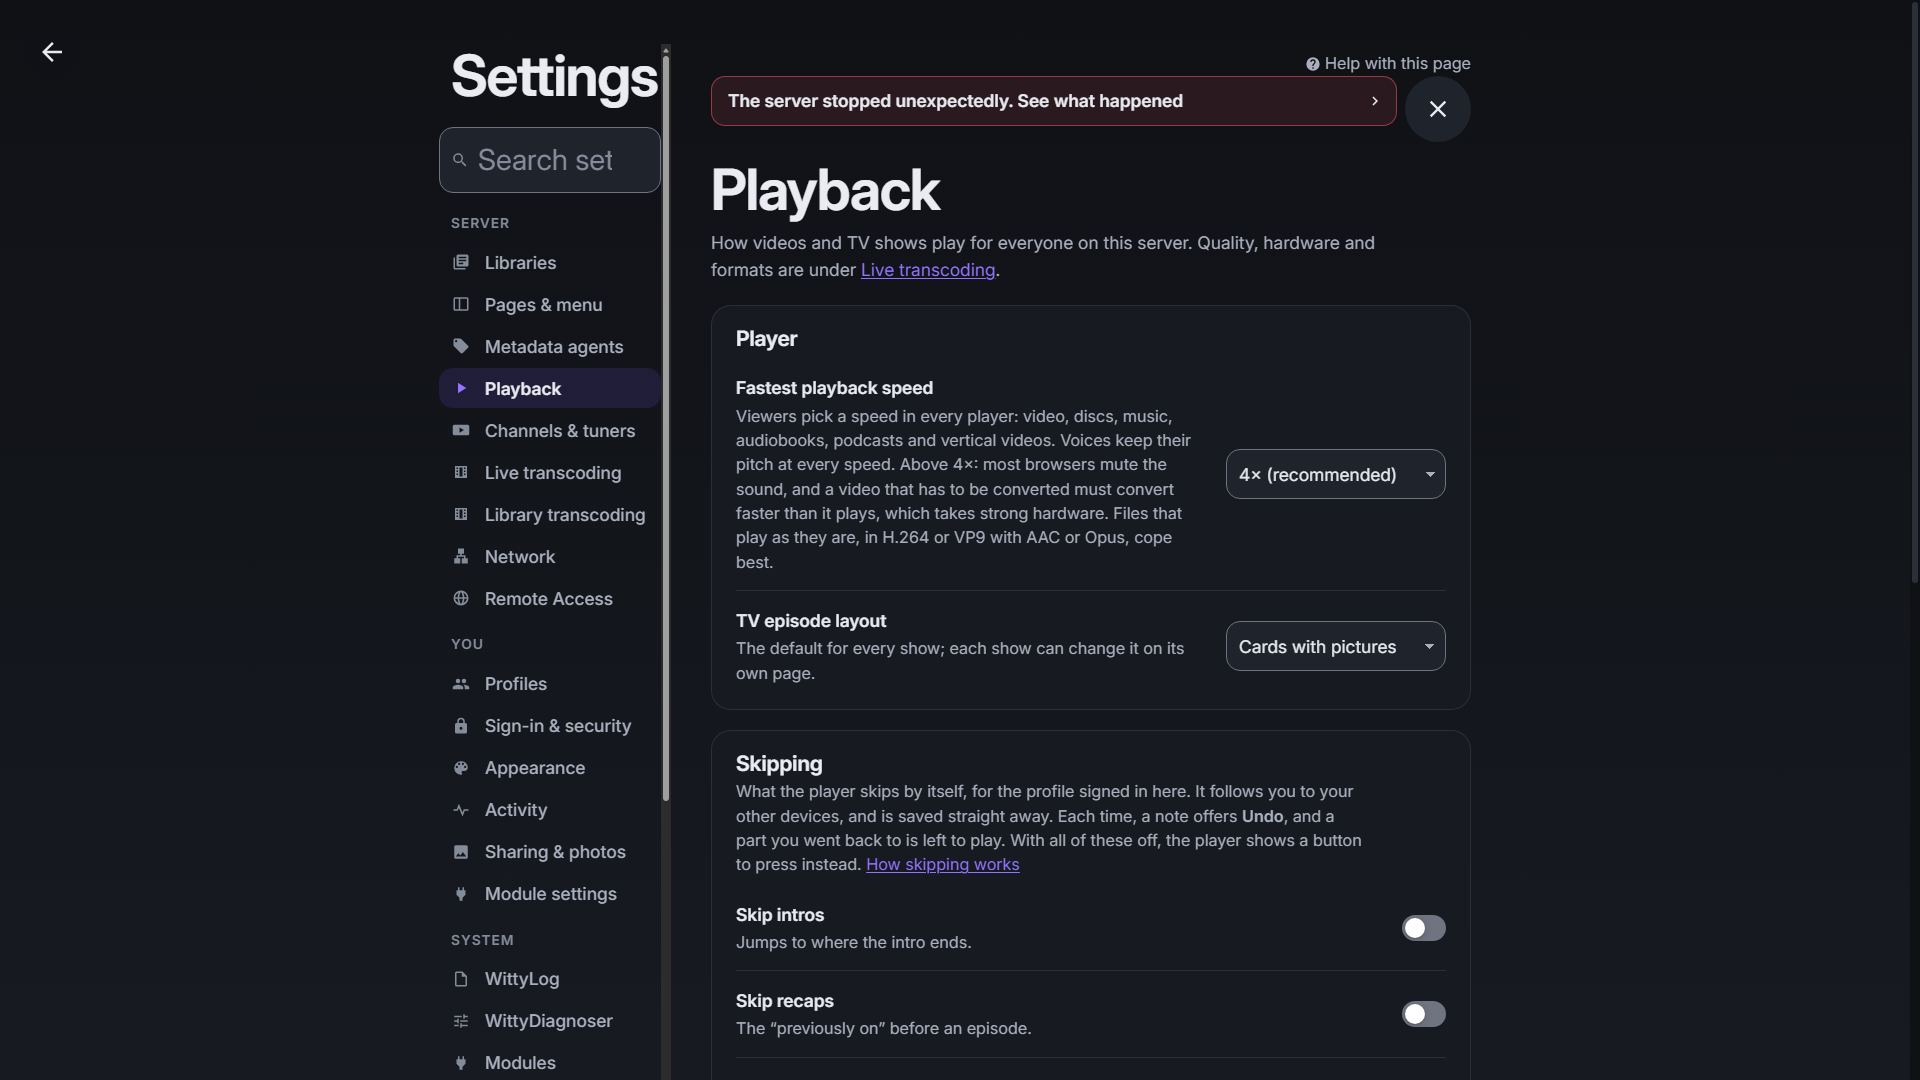 Settings
Search set
SERVER
Libraries
Pages & menu
Metadata agents
Playback
Channels & tuners
Live transcoding
Library transcoding
Network
Remote Access
YOU
Profiles
Sign-in & security
Appearance
Activity
Sharing & photos
Module settings
SYSTEM
WittyLog
WittyDiagnoser
Modules
Help with this page
The server stopped unexpectedly. See what happened
Playback
How videos and TV shows play for everyone on this server. Quality, hardware and
formats are under Live transcoding.
Player
Fastest playback speed
Viewers pick a speed in every player: video, discs, music,
audiobooks, podcasts and vertical videos. Voices keep their
pitch at every speed. Above 4×: most browsers mute the
sound, and a video that has to be converted must convert
faster than it plays, which takes strong hardware. Files that
play as they are, in H.264 or VP9 with AAC or Opus, cope
best.
4× (recommended)
TV episode layout
The default for every show; each show can change it on its
own page.
Cards with pictures
Skipping
What the player skips by itself, for the profile signed in here. It follows you to your
other devices, and is saved straight away. Each time, a note offers Undo, and a
part you went back to is left to play. With all of these off, the player shows a button
to press instead. How skipping works
Skip intros
Jumps to where the intro ends.
Skip recaps
The “previously on” before an episode.